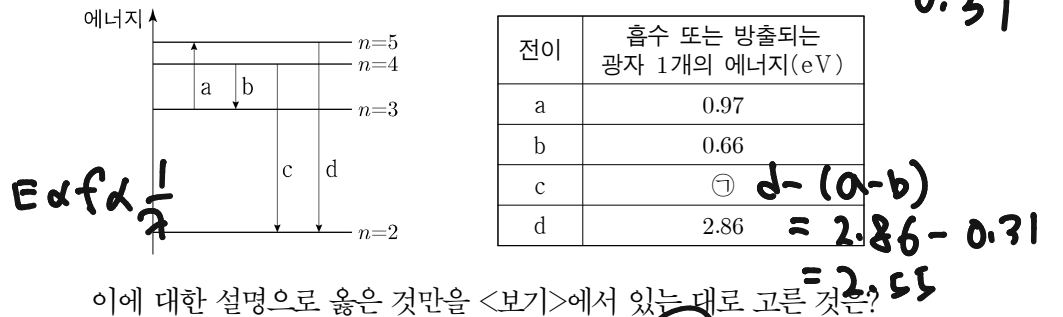 0.31
에너지
n=5
n=4
a b
n=3
c d
n=2
E∝f∝1/λ
전이 흡수 또는 방출되는 광자 1개의 에너지(eV)
a 0.97
b 0.66
c ㉠ d-(a-b)
d 2.86 = 2.86-0.31
= 2.55
이에 대한 설명으로 옳은 것만을 <보기>에서 있는 대로 고른 것은?